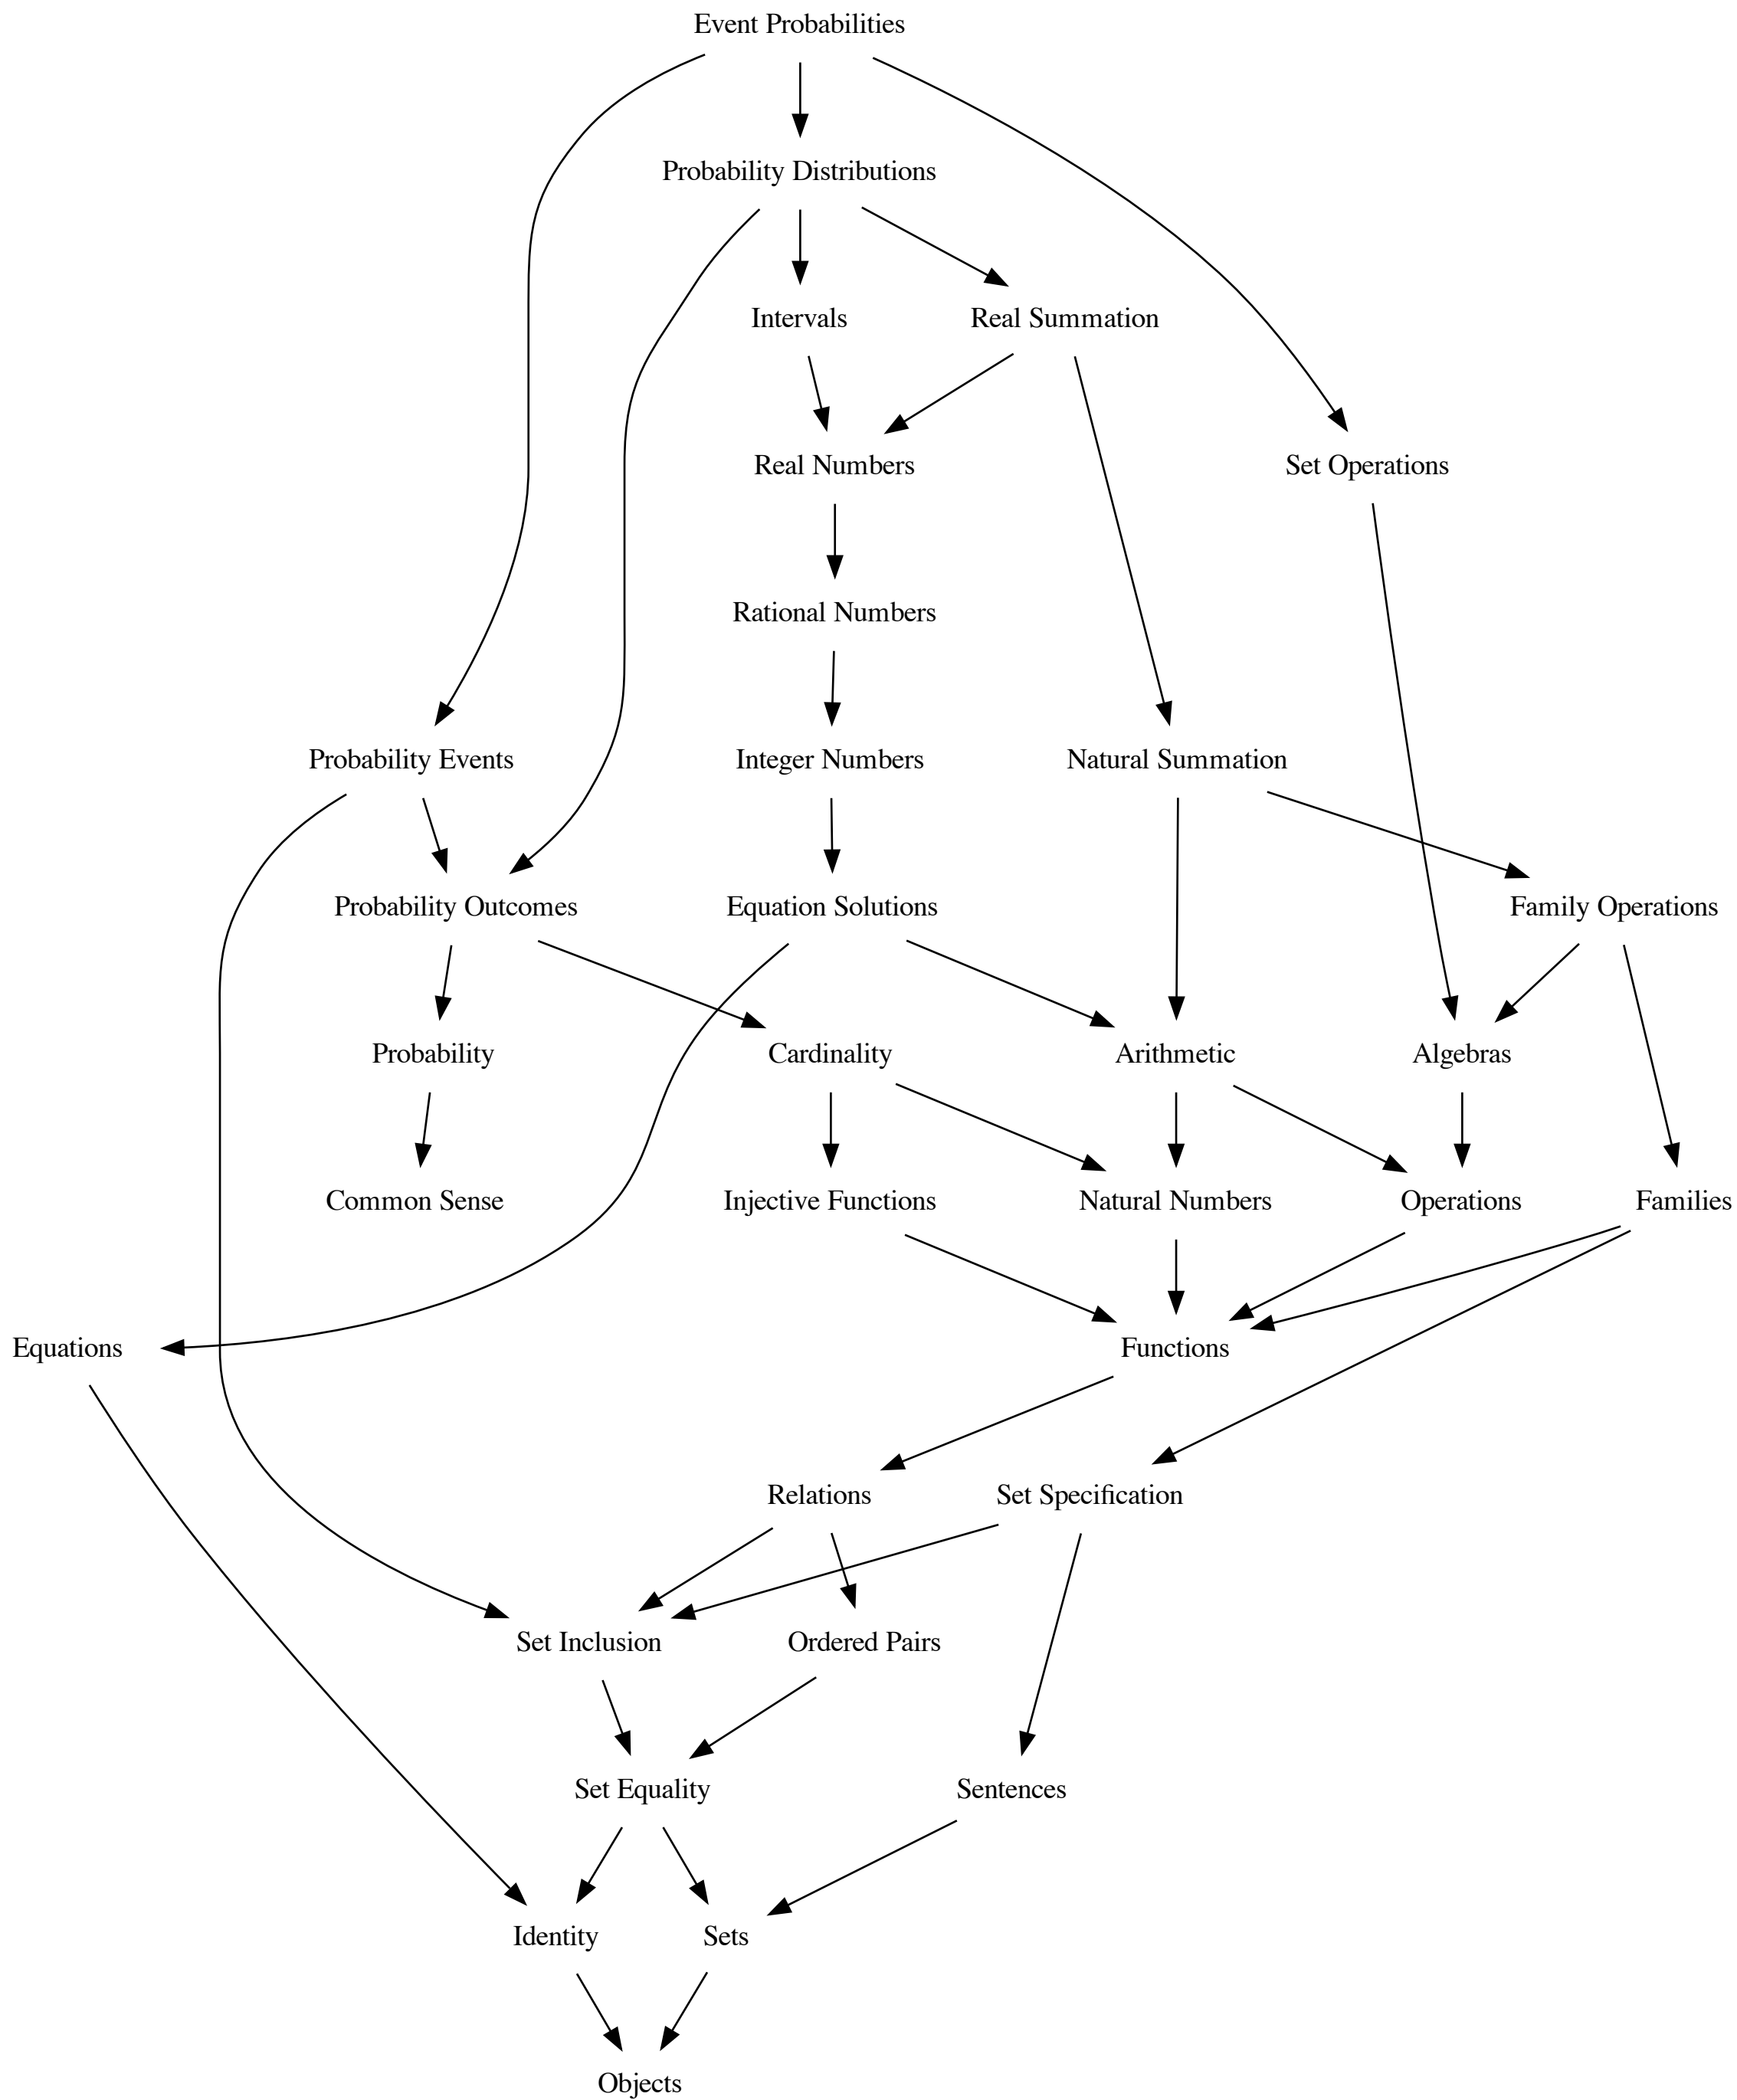 Event Probabilities
Probability Distributions
Intervals
Real Summation
Real Numbers
Set Operations
Rational Numbers
Probability Events
Integer Numbers
Natural Summation
Probability Outcomes
Equation Solutions
Family Operations
Probability
Cardinality
Arithmetic
Algebras
Common Sense
Injective Functions
Natural Numbers
Operations
Families
Equations
Functions
Relations
Set Specification
Set Inclusion
Ordered Pairs
Set Equality
Sentences
Identity
Sets
Objects